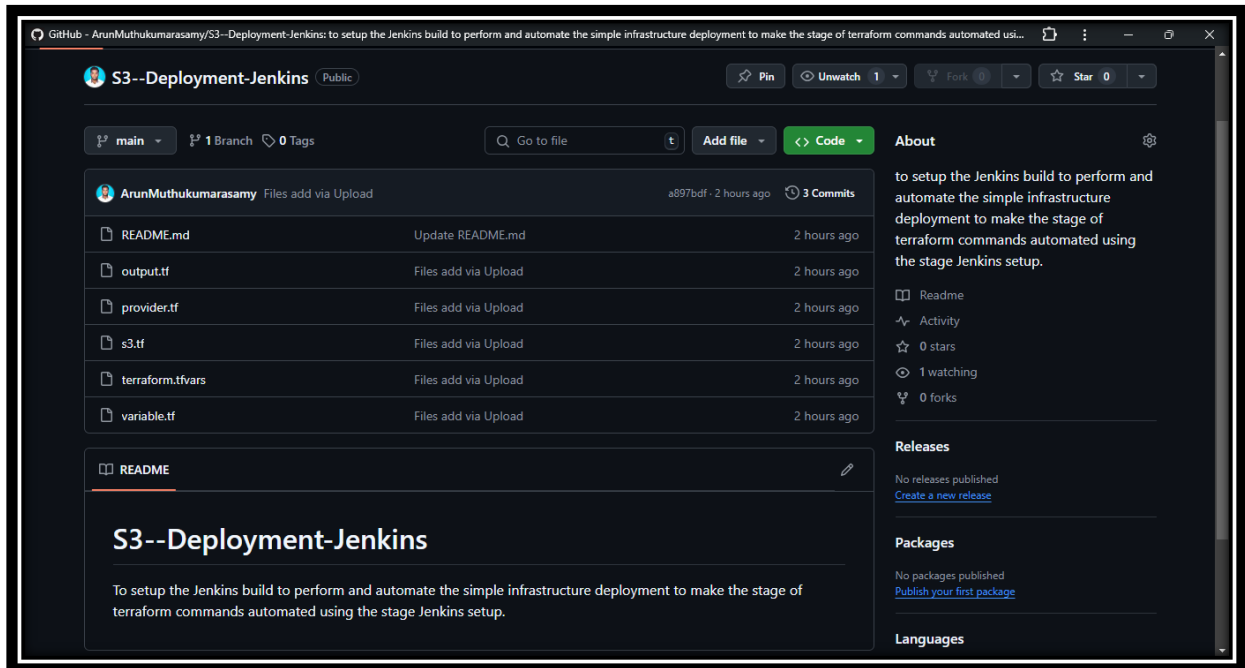 GitHub - ArunMuthukumarasamy/S3--Deployment-Jenkins: to setup the Jenkins build to perform and automate the simple infrastructure deployment to make the stage of terraform commands automated usi...
S3--Deployment-Jenkins Public
Pin
Unwatch 1
Fork 0
Star 0
main
1 Branch
0 Tags
Go to file t
Add file
Code
ArunMuthukumarasamy Files add via Upload
a897bdf · 2 hours ago
3 Commits
README.md Update README.md 2 hours ago
output.tf Files add via Upload 2 hours ago
provider.tf Files add via Upload 2 hours ago
s3.tf Files add via Upload 2 hours ago
terraform.tfvars Files add via Upload 2 hours ago
variable.tf Files add via Upload 2 hours ago
README
S3--Deployment-Jenkins
To setup the Jenkins build to perform and automate the simple infrastructure deployment to make the stage of
terraform commands automated using the stage Jenkins setup.
About
to setup the Jenkins build to perform and
automate the simple infrastructure
deployment to make the stage of
terraform commands automated using
the stage Jenkins setup.
Readme
Activity
0 stars
1 watching
0 forks
Releases
No releases published
Create a new release
Packages
No packages published
Publish your first package
Languages